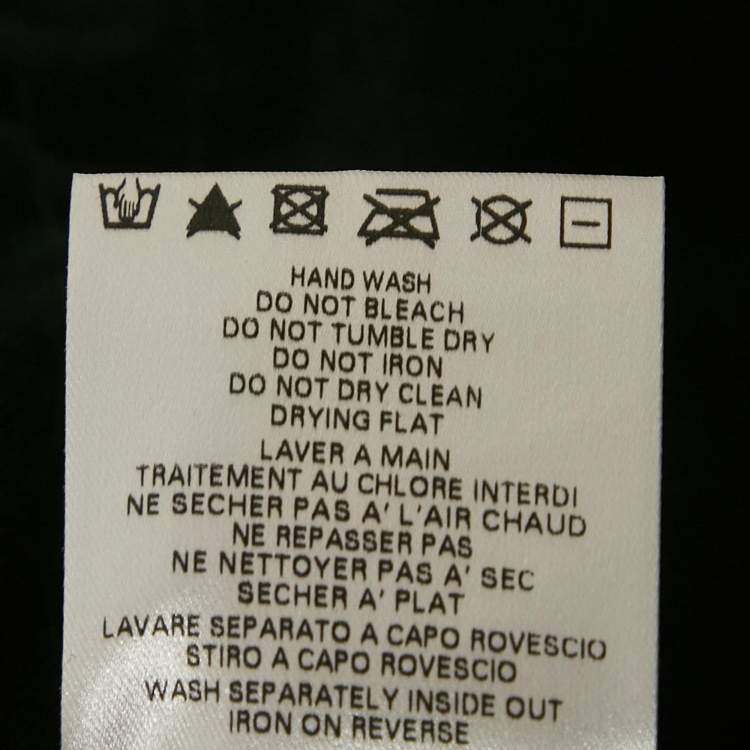 HAND WASH
DO NOT BLEACH
DO NOT TUMBLE DRY
DO NOT IRON
DO NOT DRY CLEAN
DRYING FLAT
LAVER A MAIN
TRAITEMENT AU CHLORE INTERDI
NE SECHER PAS A' L'AIR CHAUD
NE REPASSER PAS
NE NETTOYER PAS A' SEC
SECHER A' PLAT
LAVARE SEPARATO A CAPO ROVESCIO
STIRO A CAPO ROVESCIO
WASH SEPARATELY INSIDE OUT
IRON ON REVERSE